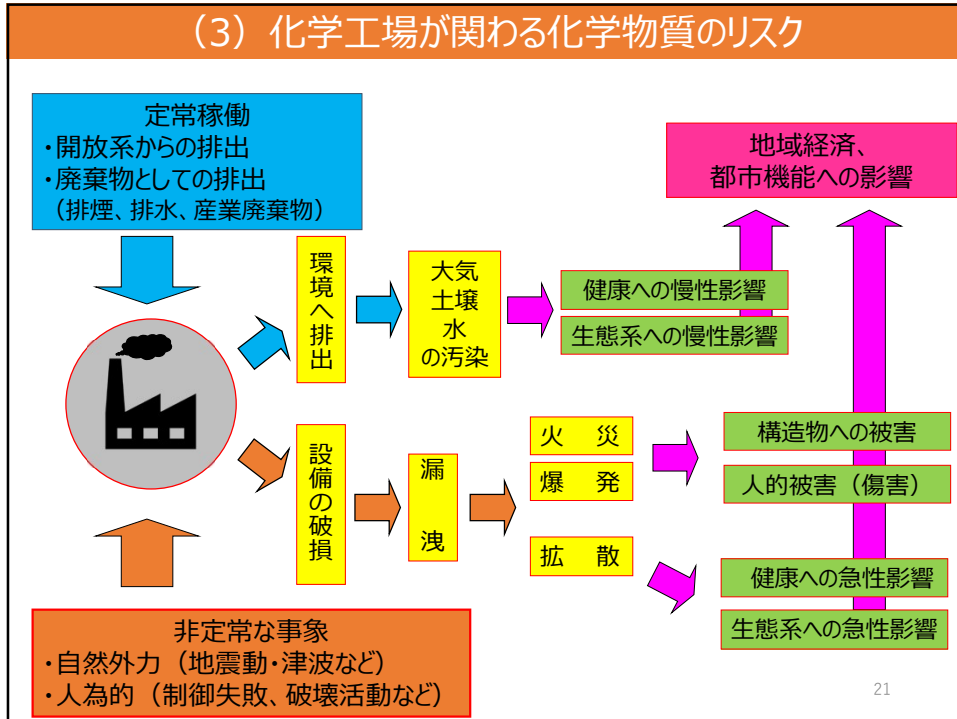 （3）化学工場が関わる化学物質のリスク
定常稼働
・開放系からの排出
・廃棄物としての排出
（排煙、排水、産業廃棄物）
地域経済、
都市機能への影響
環境へ排出
大気
土壌
水
の汚染
健康への慢性影響
生態系への慢性影響
設備の破損
漏洩
火　災
爆　発
拡　散
構造物への被害
人的被害（傷害）
健康への急性影響
生態系への急性影響
非定常な事象
・自然外力（地震動・津波など）
・人為的（制御失敗、破壊活動など）
21